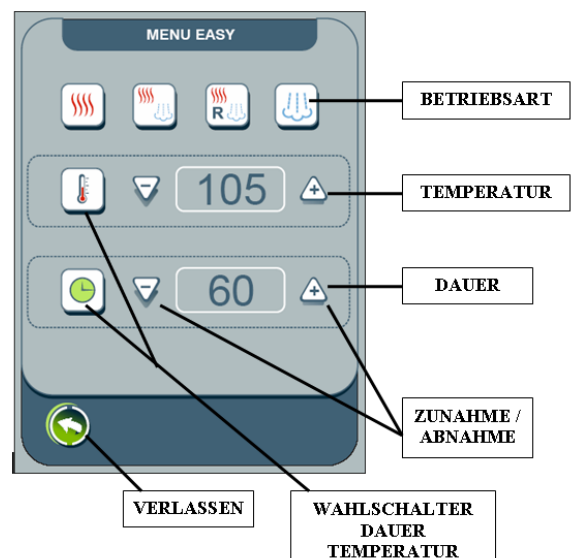 MENU EASY
R
BETRIEBSART
105
TEMPERATUR
60
DAUER
ZUNAHME /
ABNAHME
VERLASSEN
WAHLSCHALTER
DAUER
TEMPERATUR